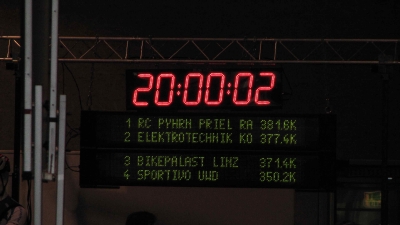 20:00:02
1 RC PYHRN PRIEL RA 381.6K
2 ELEKTROTECHNIK KO 377.4K
3 BIKEPALAST LINZ 371.4K
4 SPORTIVO UWD 350.2K